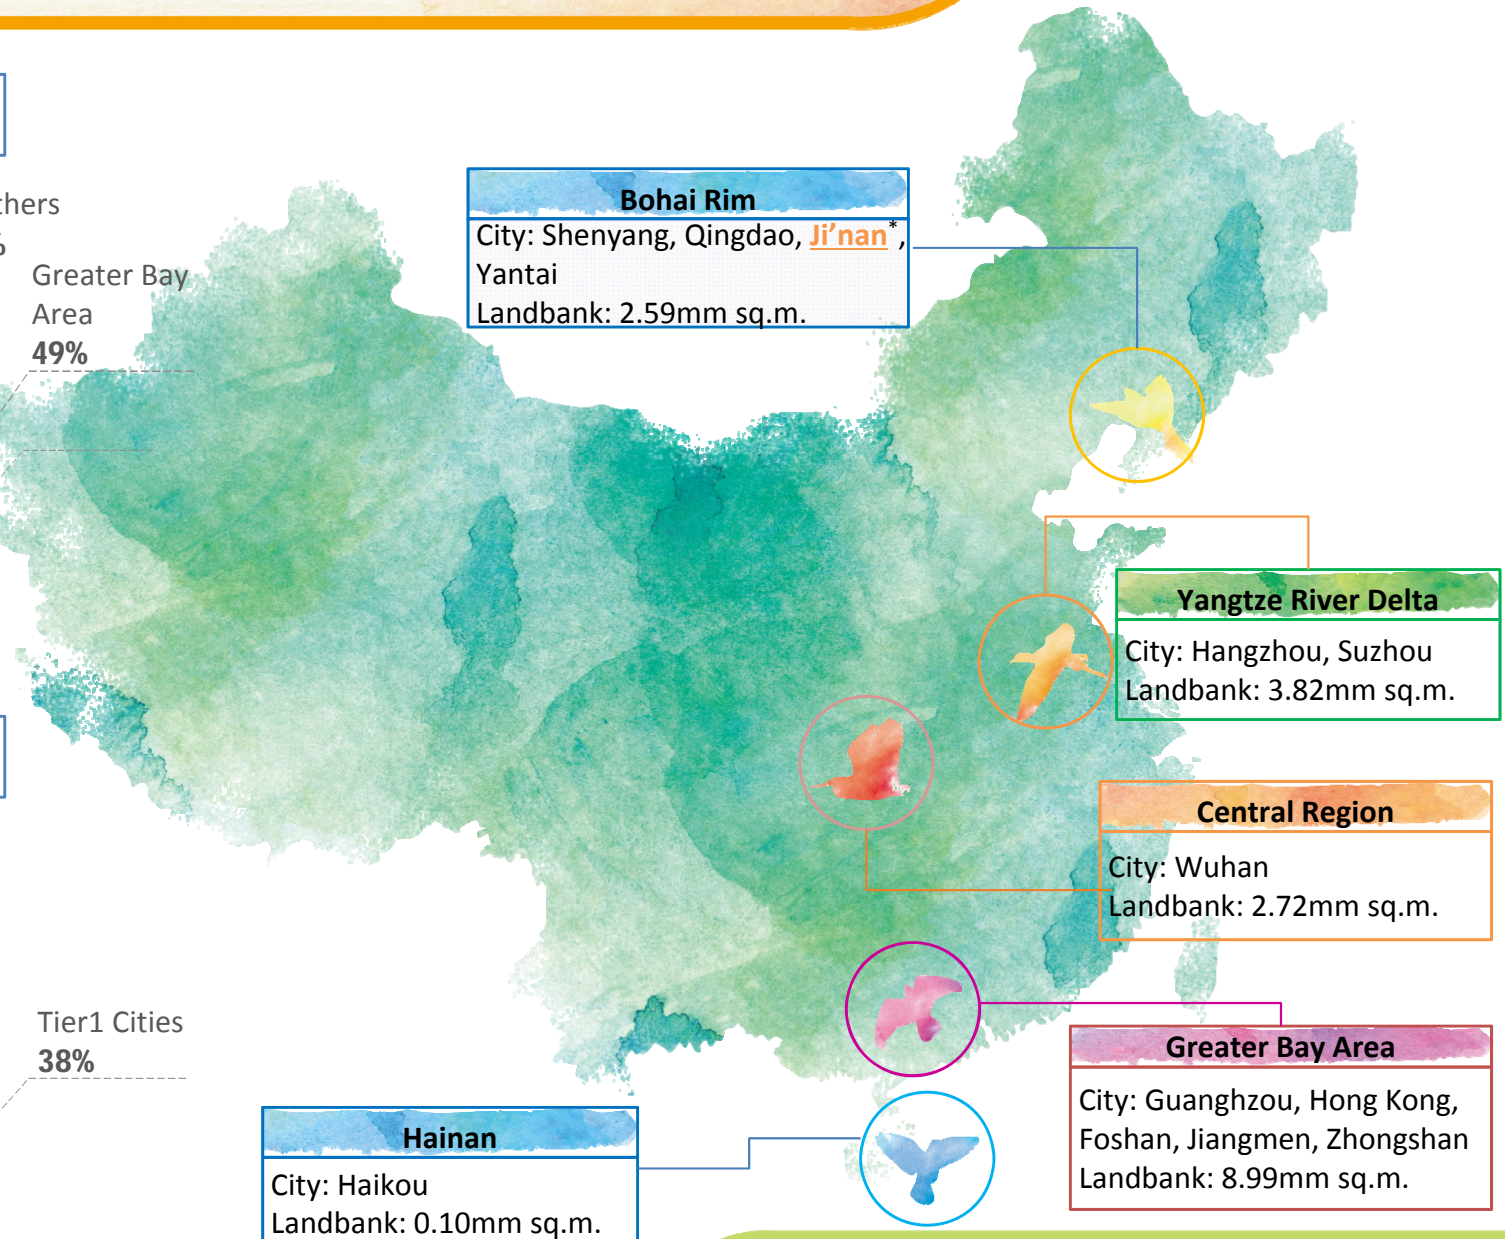 Greater Bay
Area
49%
Bohai Rim
City: Shenyang, Qingdao, Ji'nan*,
Yantai
Landbank: 2.59mm sq.m.
Yangtze River Delta
City: Hangzhou, Suzhou
Landbank: 3.82mm sq.m.
Central Region
City: Wuhan
Landbank: 2.72mm sq.m.
Tier1 Cities
38%
Greater Bay Area
City: Guanghzou, Hong Kong,
Foshan, Jiangmen, Zhongshan
Landbank: 8.99mm sq.m.
Hainan
City: Haikou
Landbank: 0.10mm sq.m.